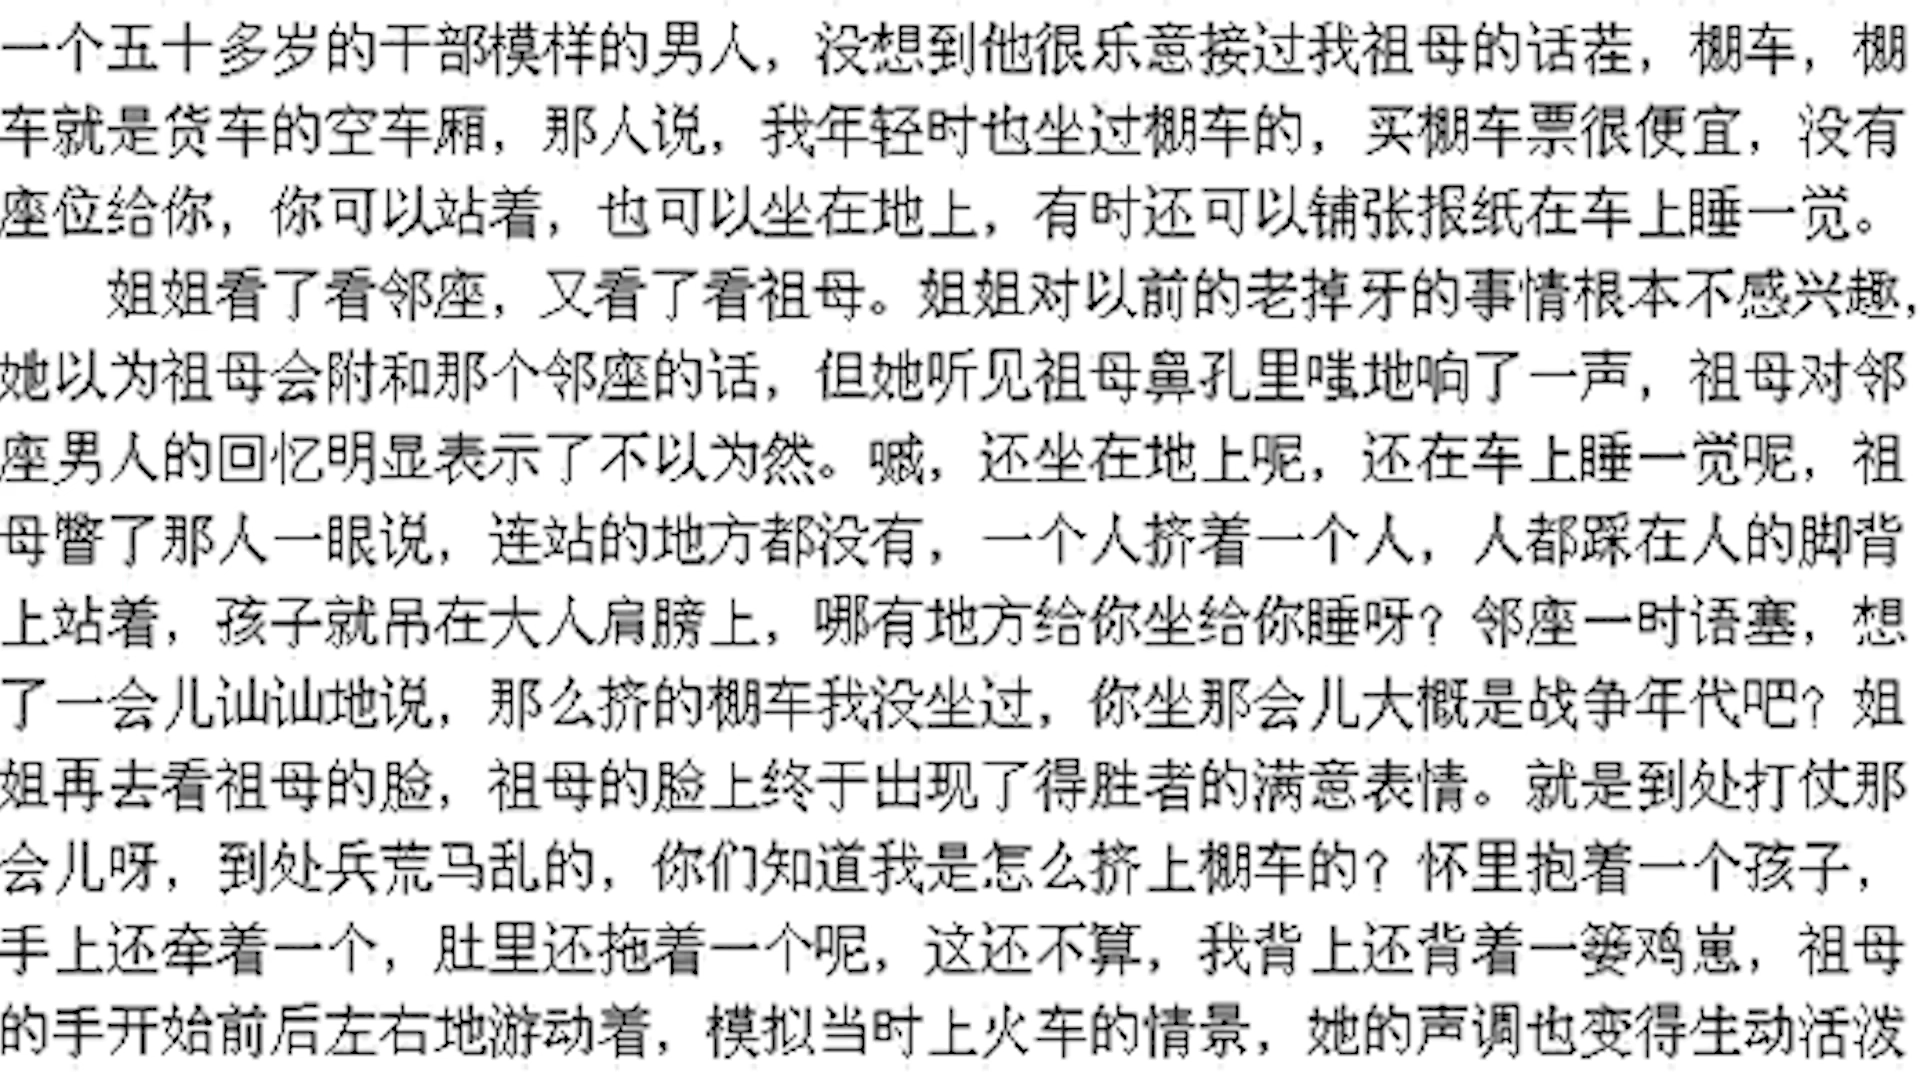 一个五十多岁的干部模样的男人，没想到他很乐意接过我祖母的话茬，棚车，棚
车就是货车的空车厢，那人说，我年轻时也坐过棚车的，买棚车票很便宜，没有
座位给你，你可以站着，也可以坐在地上，有时还可以铺张报纸在车上睡一觉。
姐姐看了看邻座，又看了看祖母。姐姐对以前的老掉牙的事情根本不感兴趣，
她以为祖母会附和那个邻座的话，但她听见祖母鼻孔里嗤地响了一声，祖母对邻
座男人的回忆明显表示了不以为然。嘁，还坐在地上呢，还在车上睡一觉呢，祖
母瞥了那人一眼说，连站的地方都没有，一个人挤着一个人，人都踩在人的脚背
上站着，孩子就吊在大人肩膀上，哪有地方给你坐给你睡呀？邻座一时语塞，想
了一会儿讪讪地说，那么挤的棚车我没坐过，你坐那会儿大概是战争年代吧？姐
姐再去看祖母的脸，祖母的脸上终于出现了得胜者的满意表情。就是到处打仗那
会儿呀，到处兵荒马乱的，你们知道我是怎么挤上棚车的？怀里抱着一个孩子，
手上还牵着一个，肚里还拖着一个呢，这还不算，我背上还背着一篓鸡崽，祖母
的手开始前后左右地游动着，模拟当时上火车的情景，她的声调也变得生动活泼